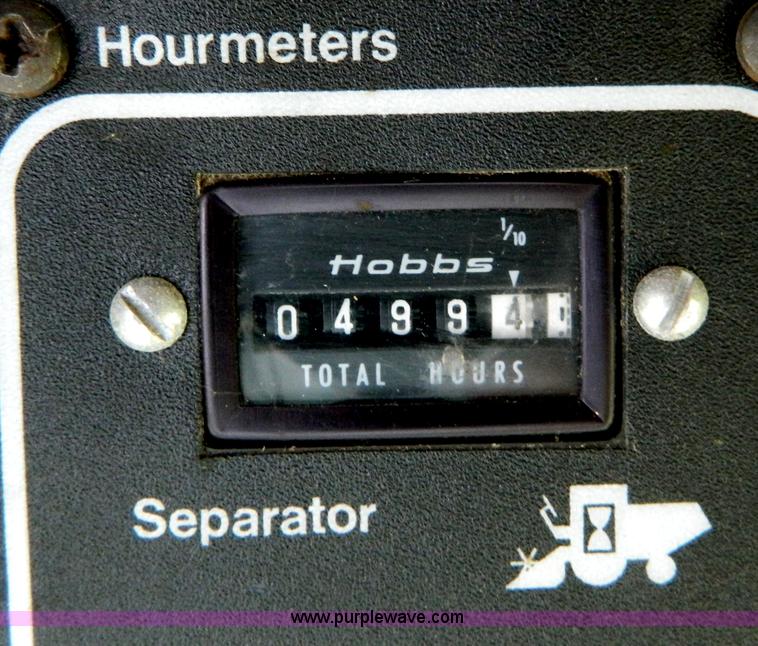 Hourmeters
1/10
Hobbs
0 4 9 9 4
TOTAL HOURS
Separator
www.purplewave.com